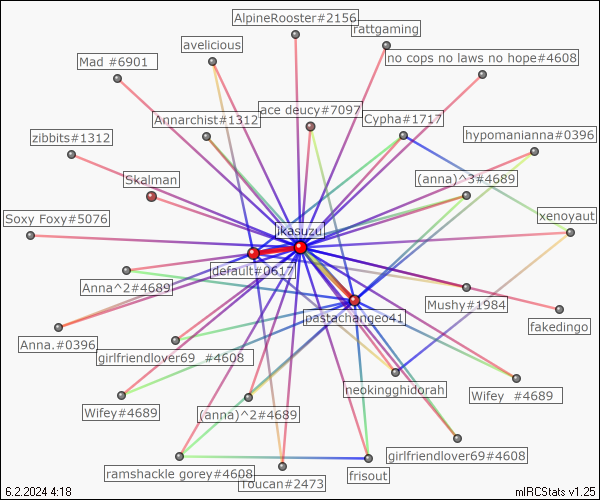 AlpineRooster#2156
rattgaming
avelicious
no cops no laws no hope#4608
Mad #6901
ace deucy#7097
Annarchist#1312
Cypha#1717
hypomanianna#0396
zibbits#1312
Skalman
(anna)^3#4689
Soxy Foxy#5076
xenoyaut
ikasuzu
default#0617
Anna^2#4689
Mushy#1984
pastachangeo41
fakedingo
Anna.#0396
girlfriendlover69_#4608
neokingghidorah
Wifey#4689
(anna)^2#4689
Wifey_#4689
girlfriendlover69#4608
ramshackle gorey#4608
Toucan#2473
frisout
6.2.2024 4:18
mIRCStats v1.25